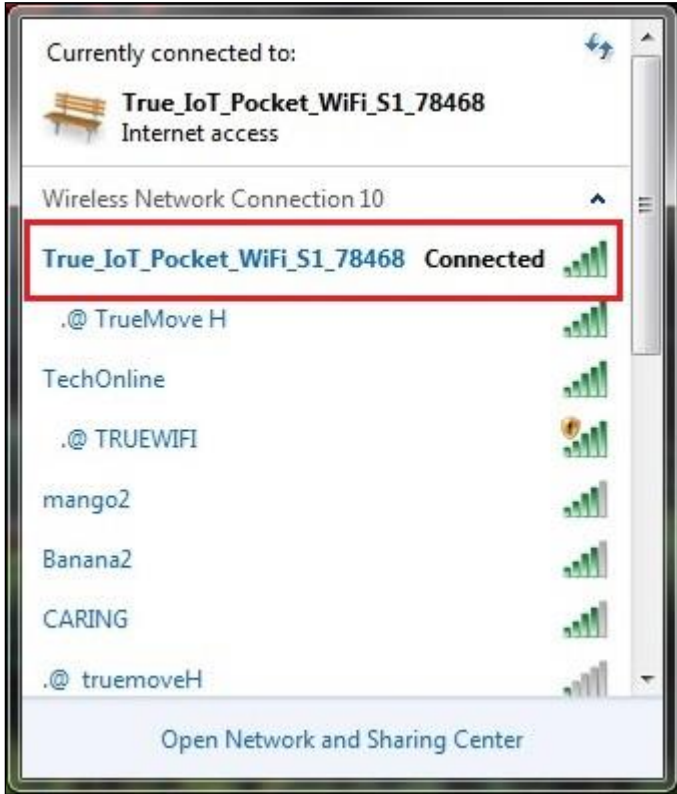 Currently connected to:
True_IoT_Pocket_WiFi_S1_78468
Internet access
Wireless Network Connection 10
True_IoT_Pocket_WiFi_S1_78468 Connected
.@ TrueMove H
TechOnline
.@ TRUEWIFI
mango2
Banana2
CARING
.@ truemoveH
Open Network and Sharing Center